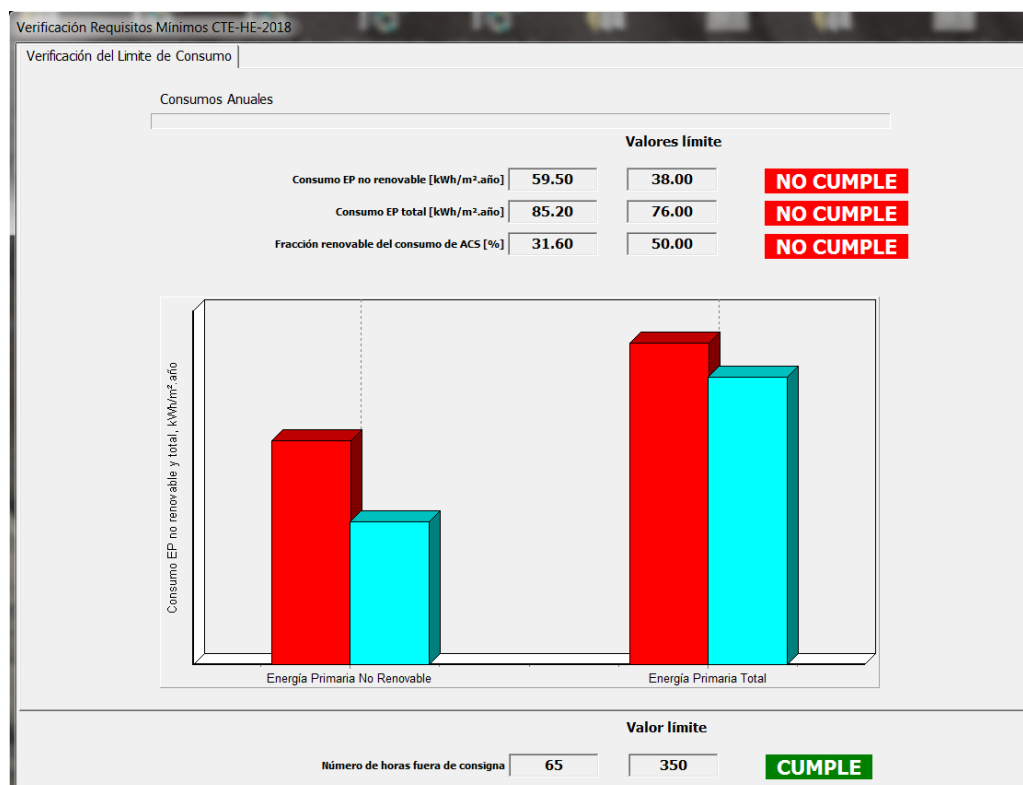 Verificación Requisitos Mínimos CTE-HE-2018
Verificación del Limite de Consumo
Consumos Anuales
Valores límite
Consumo EP no renovable [kWh/m².año] 59.50 38.00 NO CUMPLE
Consumo EP total [kWh/m².año] 85.20 76.00 NO CUMPLE
Fracción renovable del consumo de ACS [%] 31.60 50.00 NO CUMPLE
Consumo EP no renovable y total, kWh/m².año
Energía Primaria No Renovable Energía Primaria Total
Valor límite
Número de horas fuera de consigna 65 350 CUMPLE